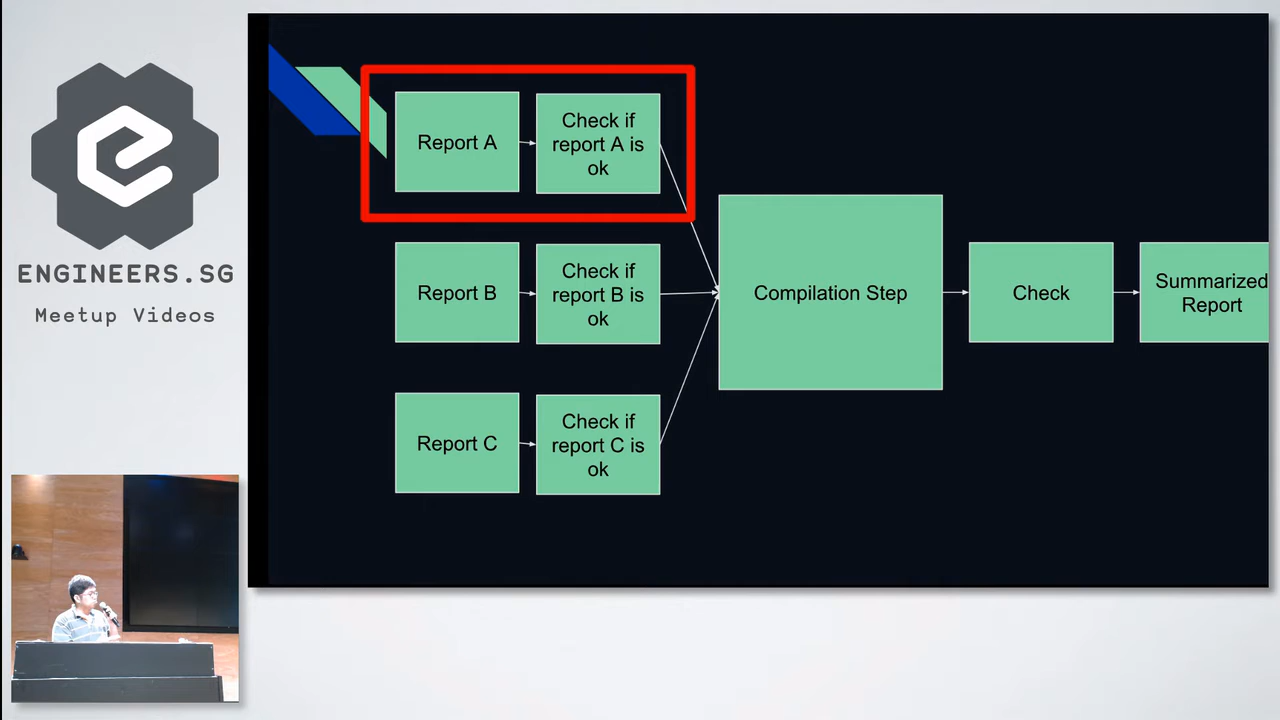 ENGINEERS.SG
Meetup Videos
Report A
Check if
report A is
ok
Report B
Check if
report B is
ok
Report C
Check if
report C is
ok
Compilation Step
Check
Summarized
Report